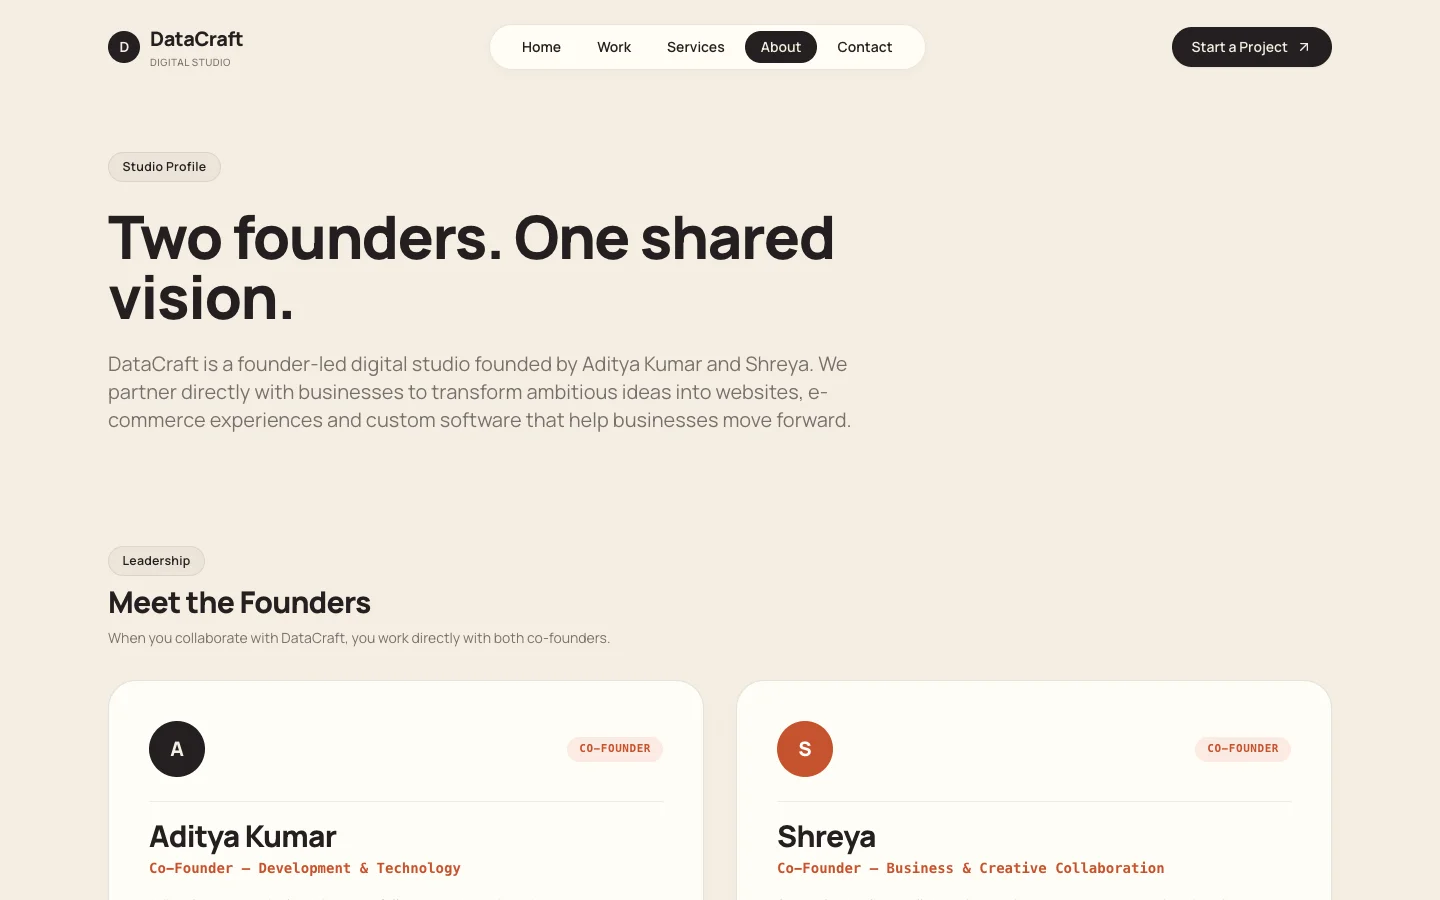 D
DataCraft
DIGITAL STUDIO
Home
Work
Services
About
Contact
Start a Project
Studio Profile
Two founders. One shared
vision.
DataCraft is a founder-led digital studio founded by Aditya Kumar and Shreya. We
partner directly with businesses to transform ambitious ideas into websites, e-
commerce experiences and custom software that help businesses move forward.
Leadership
Meet the Founders
When you collaborate with DataCraft, you work directly with both co-founders.
A
CO–FOUNDER
Aditya Kumar
Co–Founder — Development & Technology
S
CO–FOUNDER
Shreya
Co–Founder — Business & Creative Collaboration